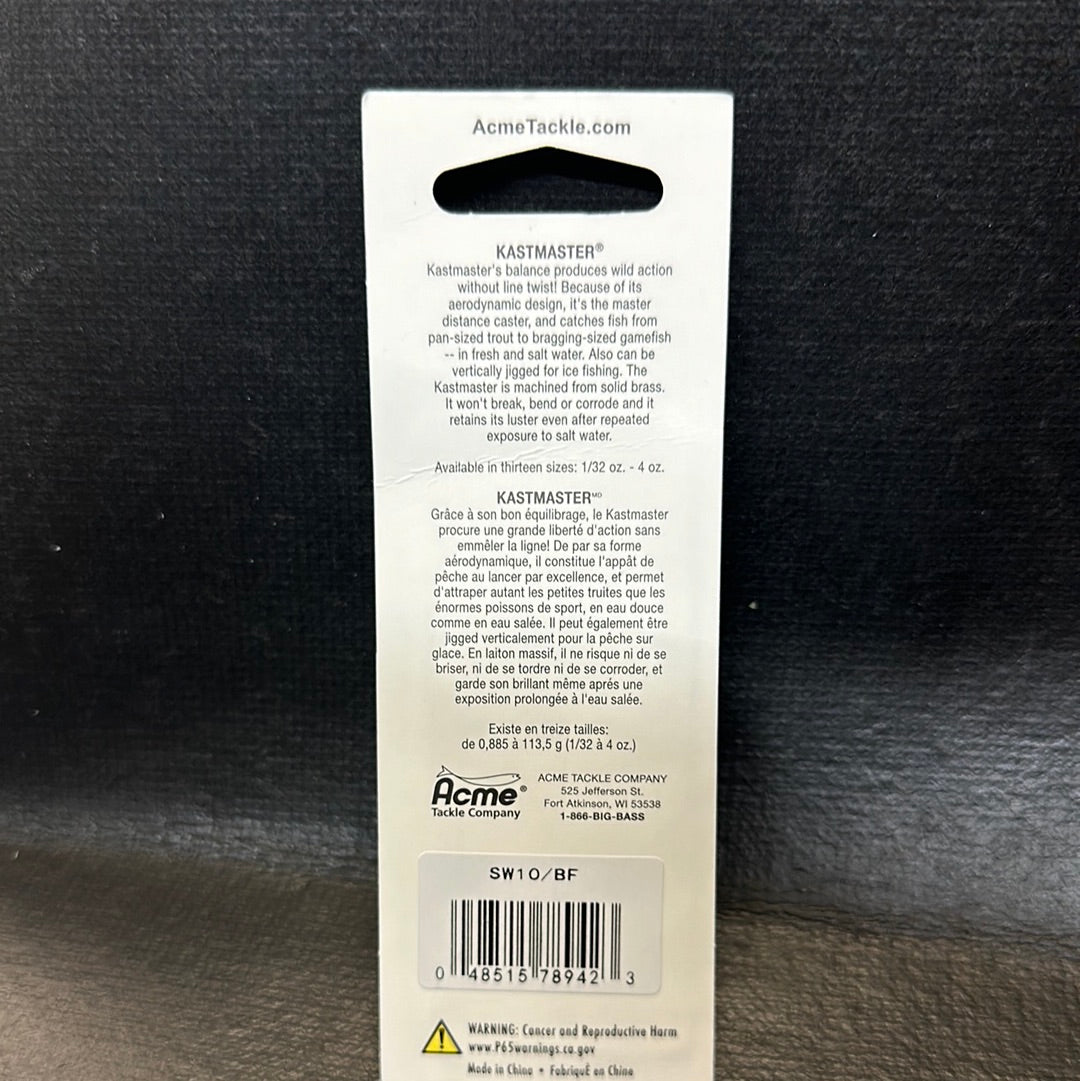 AcmeTackle.com
KASTMASTER®
Kastmaster's balance produces wild action
without line twist! Because of its
aerodynamic design, it's the master
distance caster, and catches fish from
pan-sized trout to bragging-sized gamefish
-- in fresh and salt water. Also can be
vertically jigged for ice fishing. The
Kastmaster is machined from solid brass.
It won't break, bend or corrode and it
retains its luster even after repeated
exposure to salt water.
Available in thirteen sizes: 1/32 oz. - 4 oz.
KASTMASTER ᴹᴰ
Grâce à son bon équilibrage, le Kastmaster
procure une grande liberté d'action sans
emmêler la ligne! De par sa forme
aérodynamique, il constitue l'appât de
pêche au lancer par excellence, et permet
d'attraper autant les petites truites que les
énormes poissons de sport, en eau douce
comme en eau salée. Il peut également être
jigged verticalement pour la pêche sur
glace. En laiton massif, il ne risque ni de se
briser, ni de se tordre ni de se corroder, et
garde son brillant même aprés une
exposition prolongée à l'eau salée.
Existe en treize tailles:
de 0,885 à 113,5 g (1/32 à 4 oz.)
Acme®
Tackle Company
ACME TACKLE COMPANY
525 Jefferson St.
Fort Atkinson, WI 53538
1-866-BIG-BASS
SW10/BF
0 48515 78942 3
WARNING: Cancer and Reproductive Harm
www.P65warnings.ca.gov
Made in China • FabriquÉ en Chine